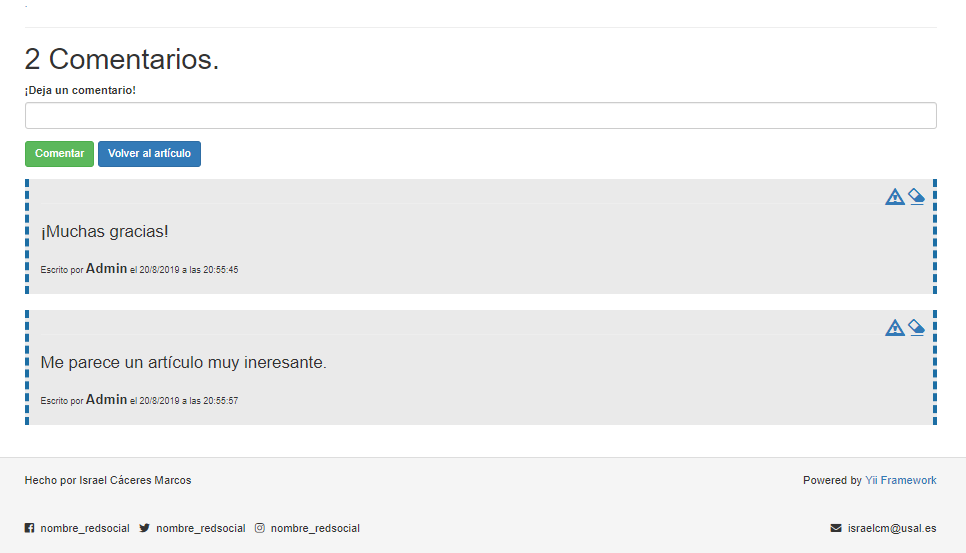 2 Comentarios.
¡Deja un comentario!
Comentar Volver al artículo
¡Muchas gracias!
Escrito por Admin el 20/8/2019 a las 20:55:45
Me parece un artículo muy ineresante.
Escrito por Admin el 20/8/2019 a las 20:55:57
Hecho por Israel Cáceres Marcos Powered by Yii Framework
nombre_redsocial nombre_redsocial nombre_redsocial israelcm@usal.es